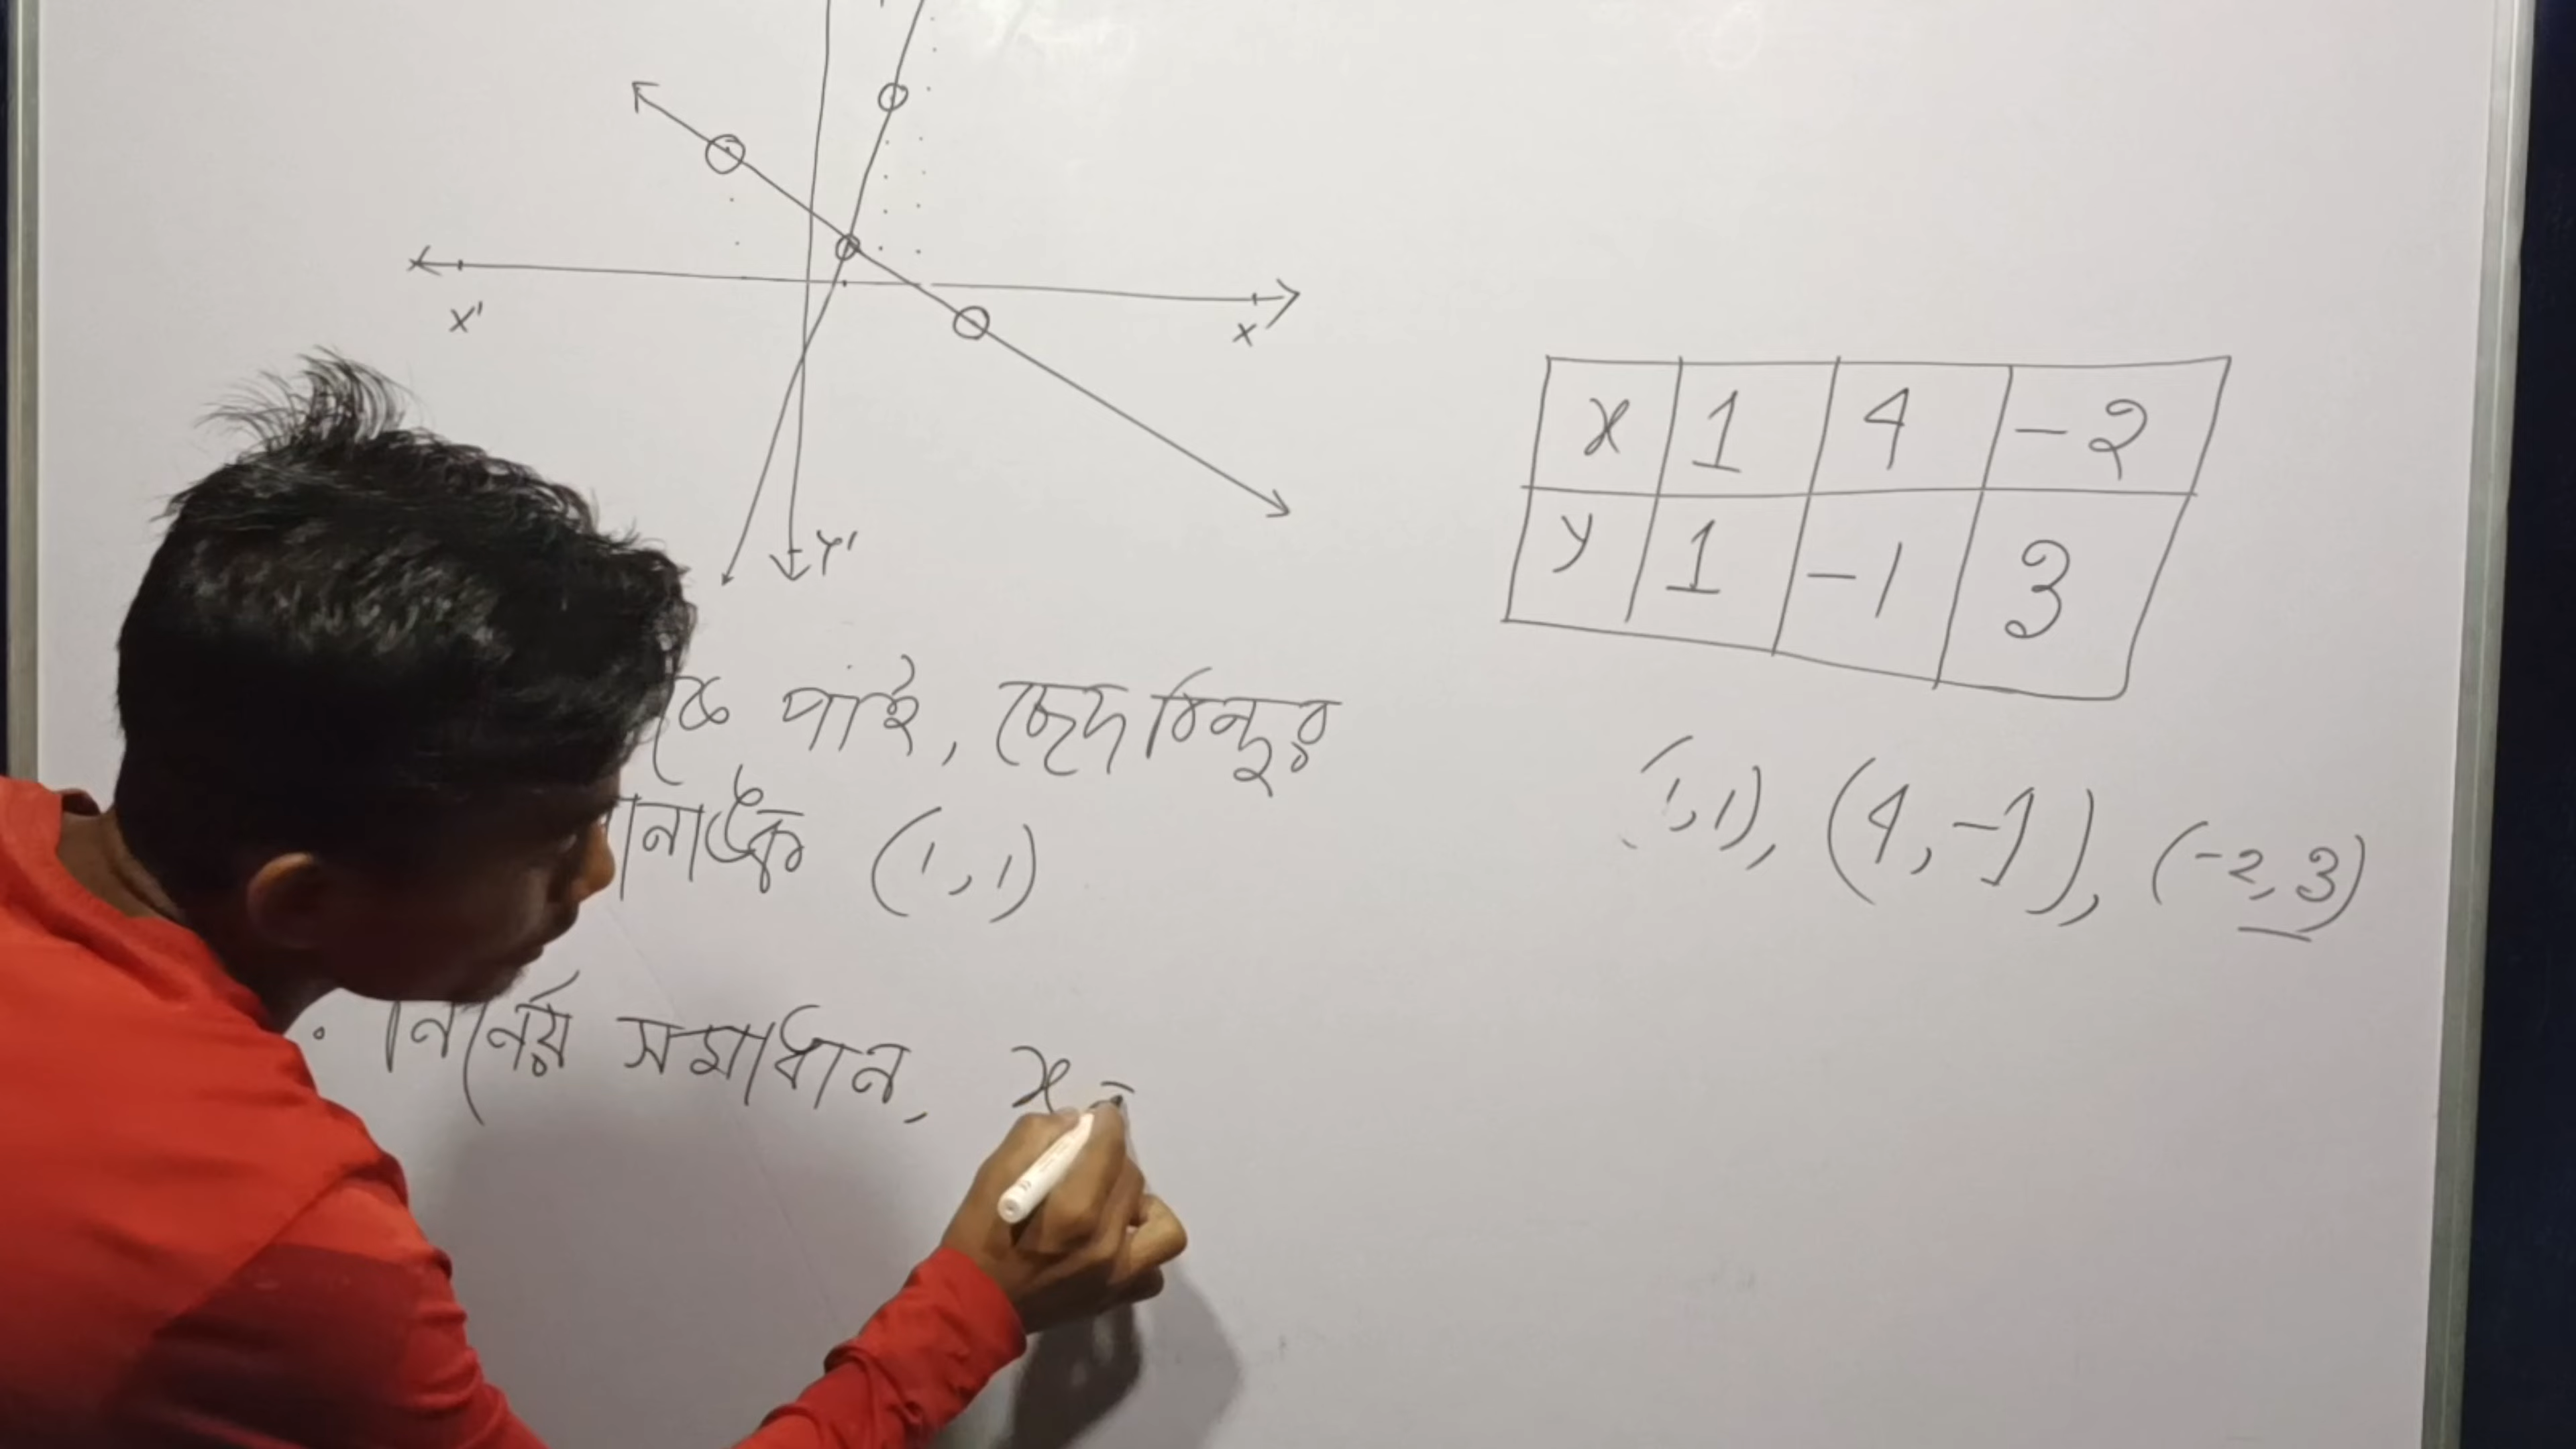 X' X
Y'
x 1 4 -2
y 1 -1 3
(1,1), (4,-1), (-2,3)
পাই, ছেদবিন্দুর
(1,1)
নির্নেয় সমাধান, x =